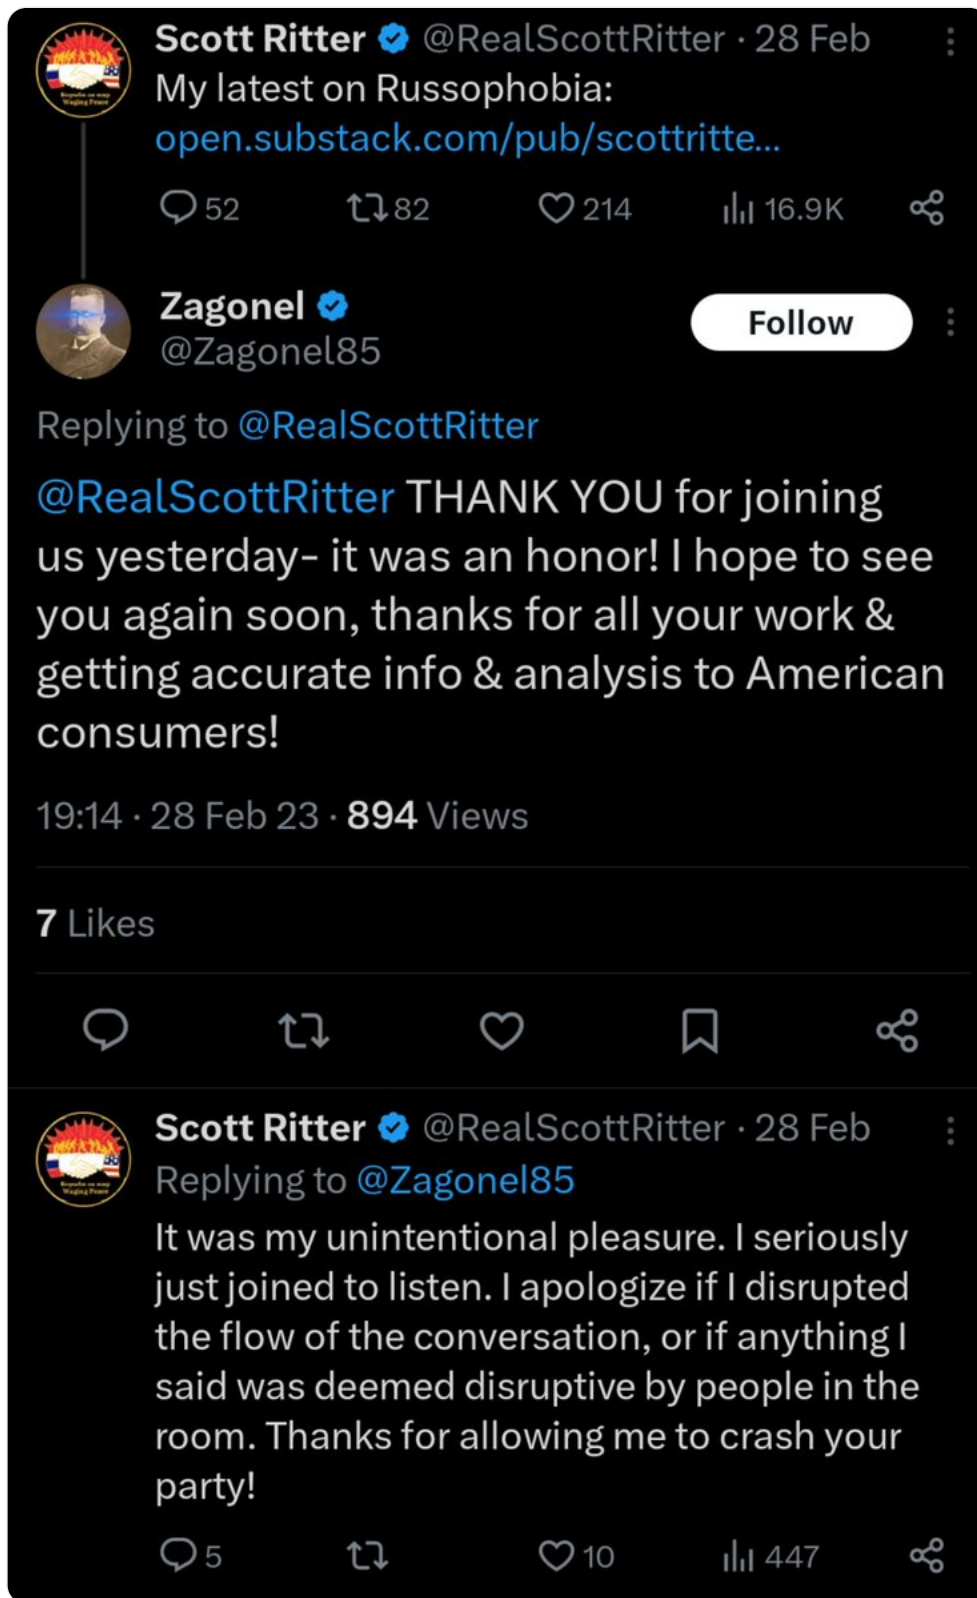 Scott Ritter @RealScottRitter · 28 Feb
My latest on Russophobia:
open.substack.com/pub/scottritte...
52 82 214 16.9K
Zagonel
Follow
@Zagonel85
Replying to @RealScottRitter
@RealScottRitter THANK YOU for joining
us yesterday- it was an honor! I hope to see
you again soon, thanks for all your work &
getting accurate info & analysis to American
consumers!
19:14 · 28 Feb 23 · 894 Views
7 Likes
Scott Ritter @RealScottRitter · 28 Feb
Replying to @Zagonel85
It was my unintentional pleasure. I seriously
just joined to listen. I apologize if I disrupted
the flow of the conversation, or if anything I
said was deemed disruptive by people in the
room. Thanks for allowing me to crash your
party!
5 10 447
Waging Peace
Waging Peace